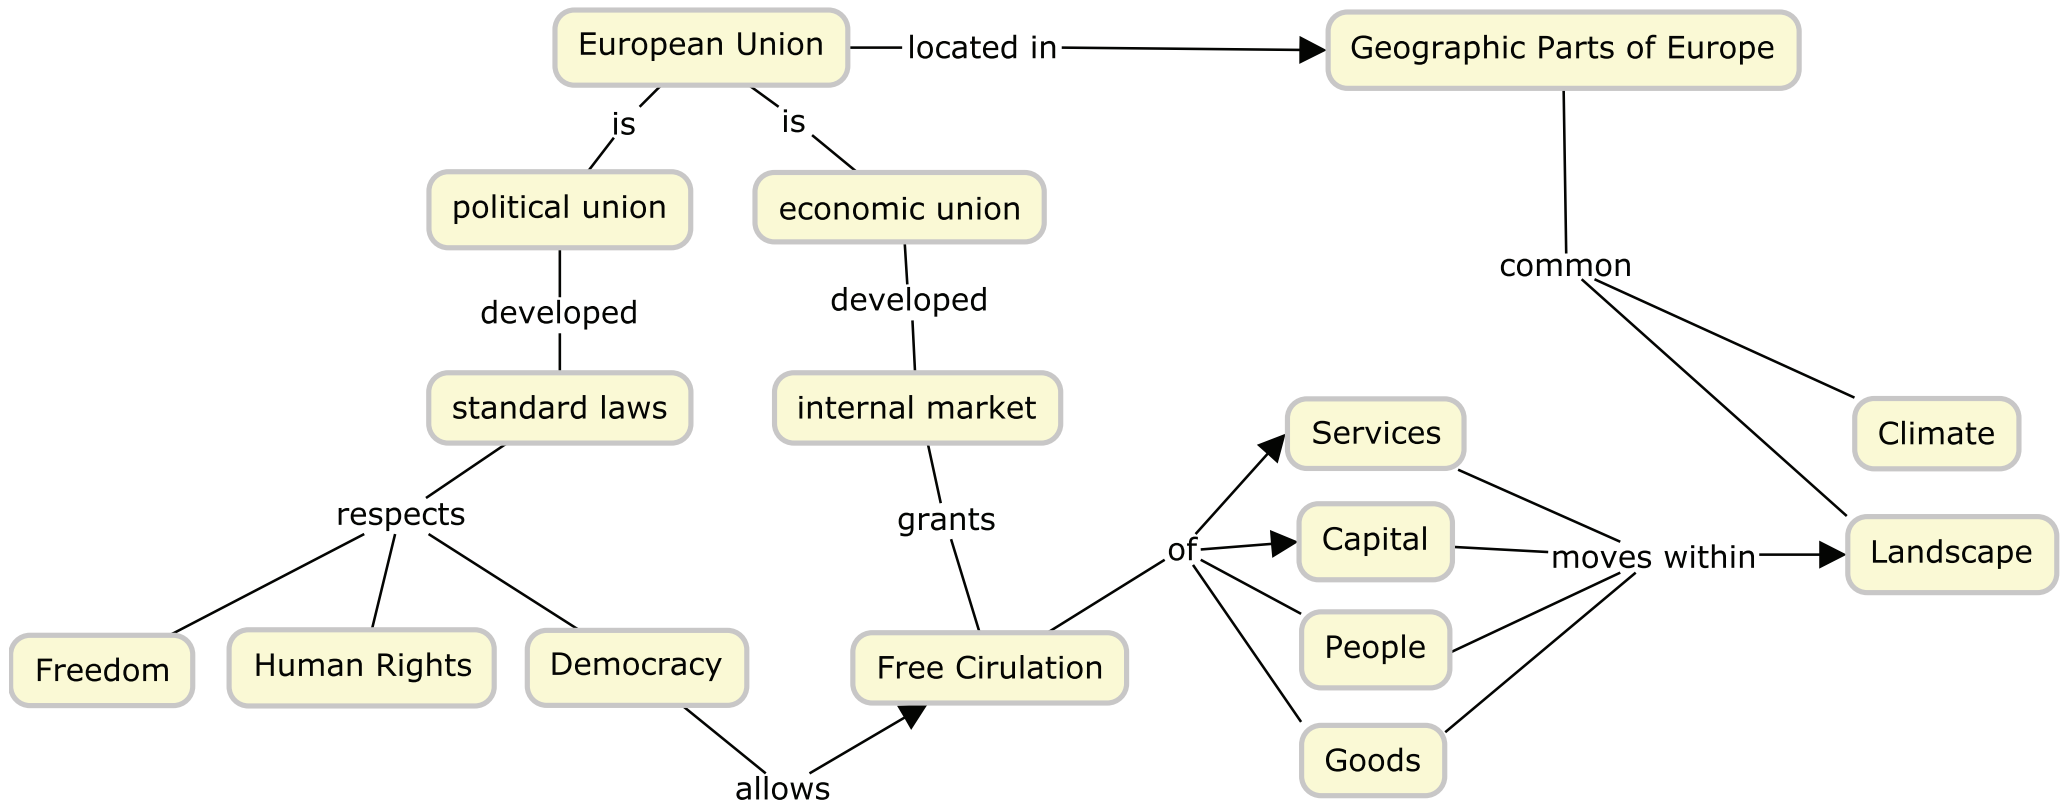 European Union
located in
Geographic Parts of Europe
is
is
political union
economic union
common
developed
developed
standard laws
internal market
Services
Climate
respects
grants
of
Capital
moves within
Landscape
Freedom
Human Rights
Democracy
Free Cirulation
People
allows
Goods